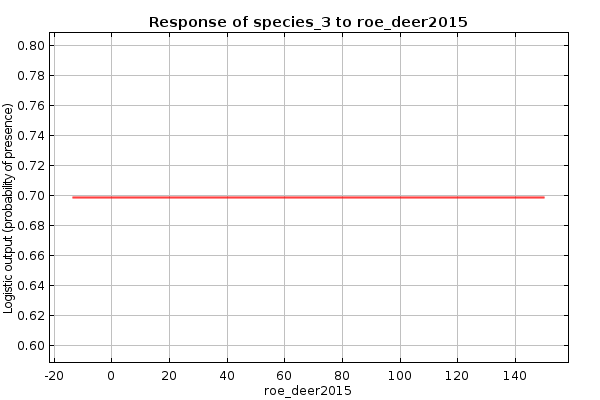 Response of species_3 to roe_deer2015
Logistic output (probability of presence)
0.80
0.78
0.76
0.74
0.72
0.70
0.68
0.66
0.64
0.62
0.60
-20 0 20 40 60 80 100 120 140
roe_deer2015